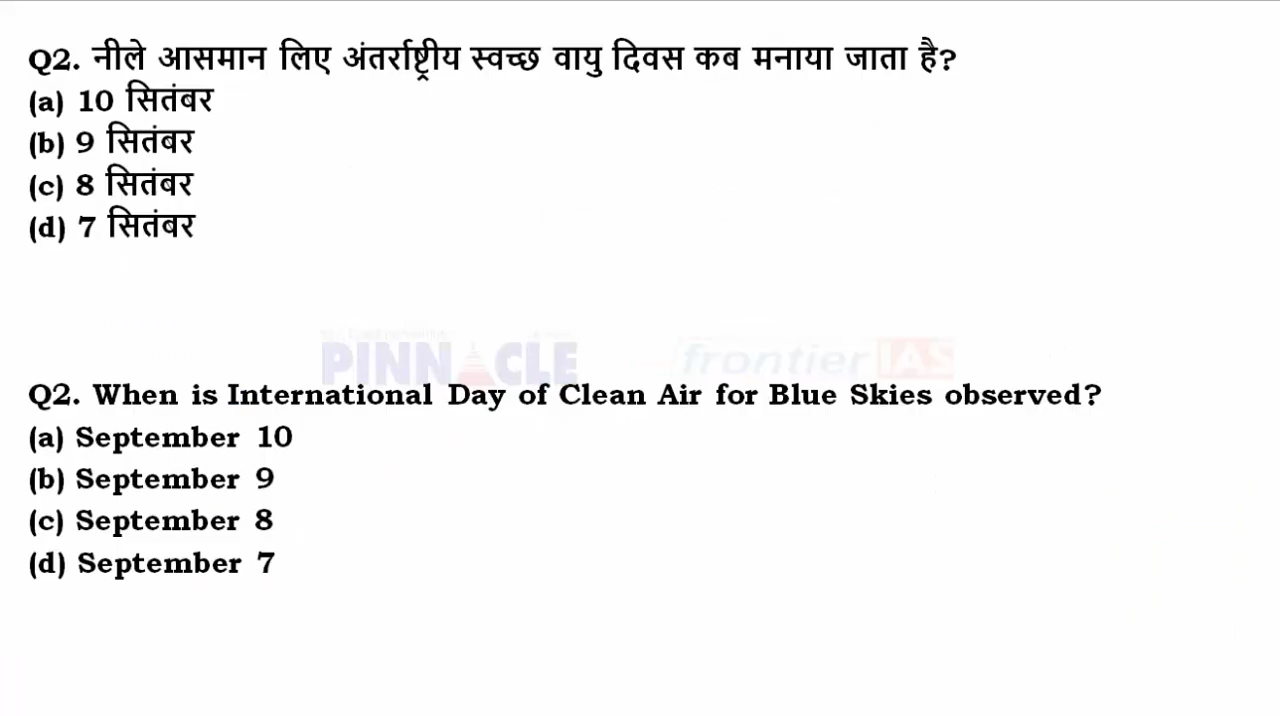 Q2. नीले आसमान लिए अंतर्राष्ट्रीय स्वच्छ वायु दिवस कब मनाया जाता है?
(a) 10 सितंबर
(b) 9 सितंबर
(c) 8 सितंबर
(d) 7 सितंबर
PINNACLE frontier IAS
Q2. When is International Day of Clean Air for Blue Skies observed?
(a) September 10
(b) September 9
(c) September 8
(d) September 7